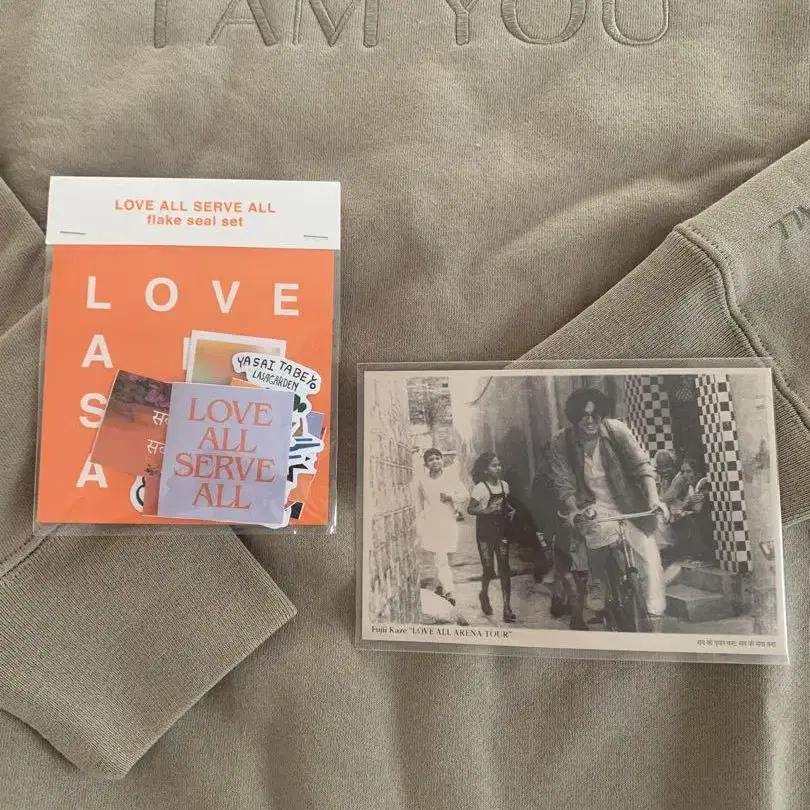 I AM YOU
LOVE ALL SERVE ALL
flake seal set
LOVE
A
S
A
YASAI TABEYO
LASAGARDEN
LOVE
ALL
SERVE
ALL
Fujii Kaze "LOVE ALL ARENA TOUR"